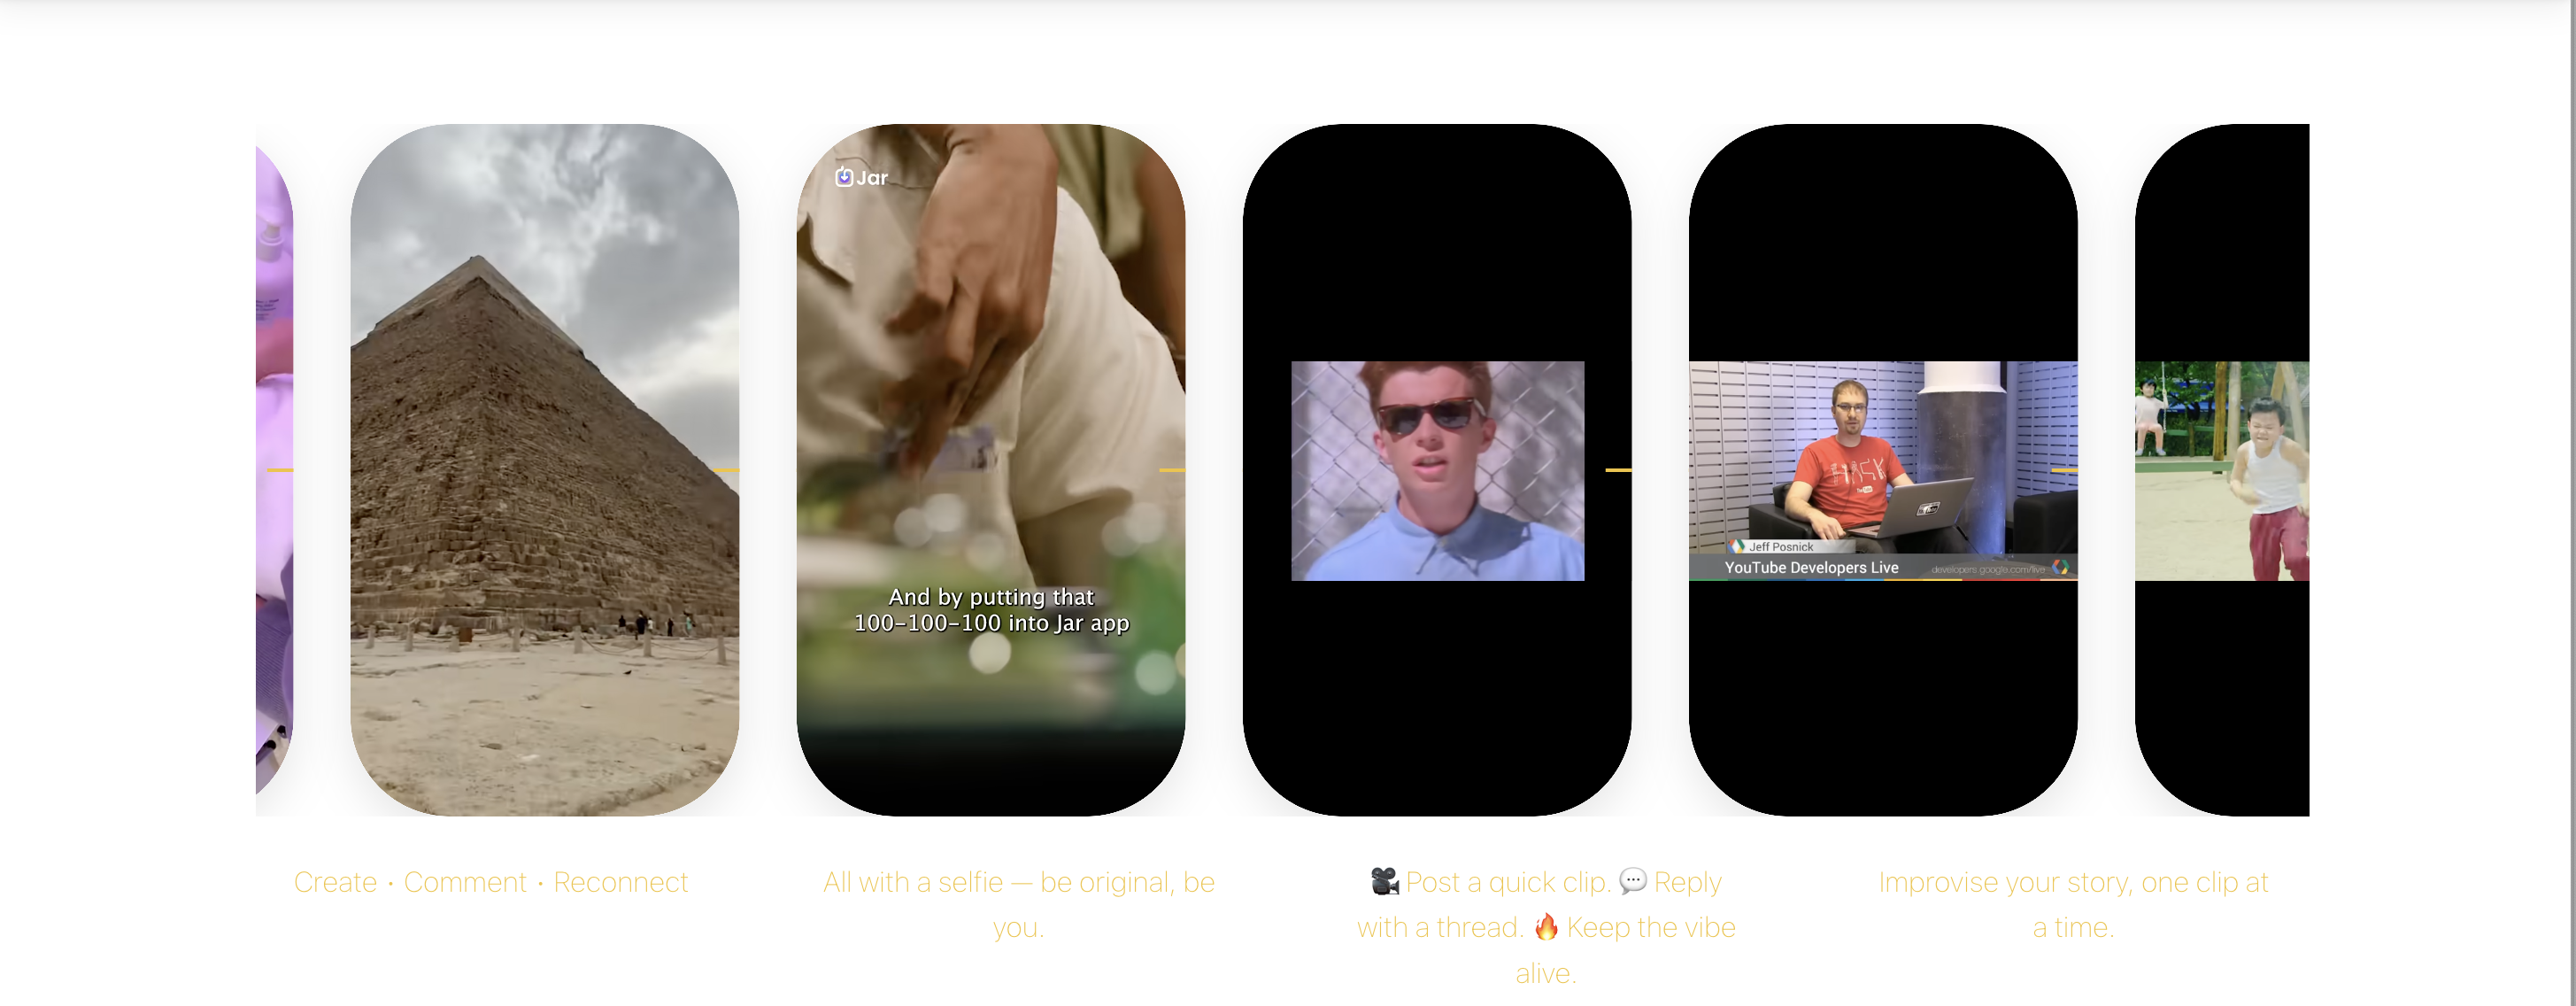 Jar
And by putting that
100-100-100 into Jar app
Jeff Posnick
YouTube Developers Live
developers.google.com/live
Create • Comment • Reconnect
All with a selfie — be original, be
you.
🎥 Post a quick clip. 💬 Reply
with a thread. 🔥 Keep the vibe
alive.
Improvise your story, one clip at
a time.